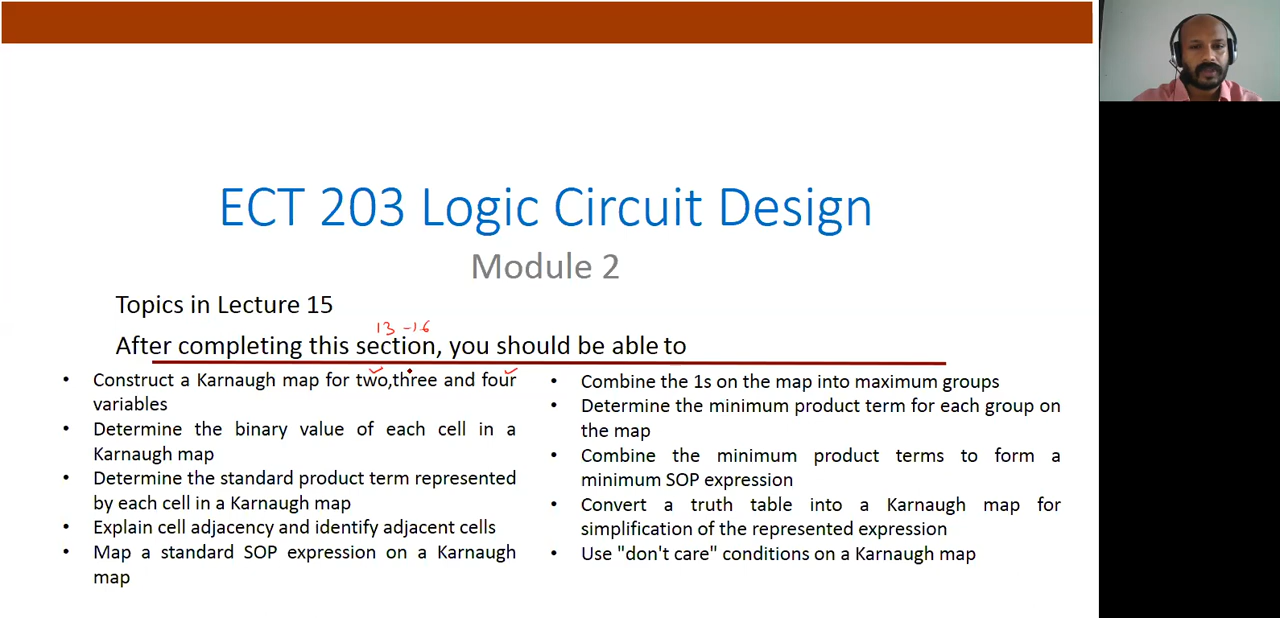 ECT 203 Logic Circuit Design
Module 2
Topics in Lecture 15
13 -16
After completing this section, you should be able to
• Construct a Karnaugh map for two,three and four
variables
• Determine the binary value of each cell in a
Karnaugh map
• Determine the standard product term represented
by each cell in a Karnaugh map
• Explain cell adjacency and identify adjacent cells
• Map a standard SOP expression on a Karnaugh
map
• Combine the 1s on the map into maximum groups
• Determine the minimum product term for each group on
the map
• Combine the minimum product terms to form a
minimum SOP expression
• Convert a truth table into a Karnaugh map for
simplification of the represented expression
• Use "don't care" conditions on a Karnaugh map